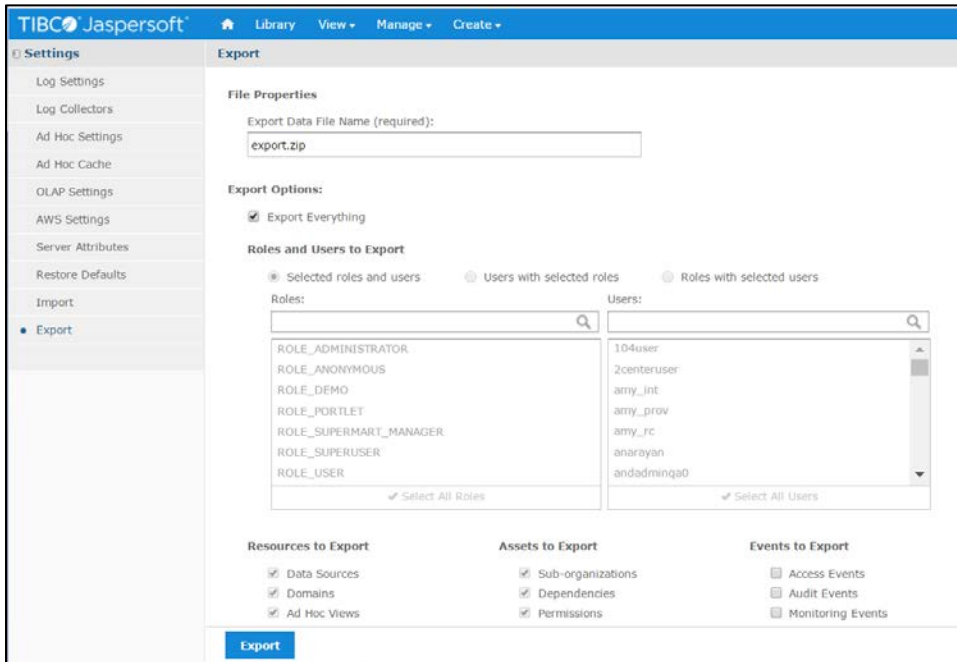 TIBCO Jaspersoft® Library View Manage Create
Settings
Export
Log Settings
Log Collectors
Ad Hoc Settings
Ad Hoc Cache
OLAP Settings
AWS Settings
Server Attributes
Restore Defaults
Import
Export
File Properties
Export Data File Name (required):
export.zip
Export Options:
Export Everything
Roles and Users to Export
Selected roles and users Users with selected roles Roles with selected users
Roles: Users:
ROLE_ADMINISTRATOR 104user
ROLE_ANONYMOUS 2centeruser
ROLE_DEMO amy_int
ROLE_PORTLET amy_prov
ROLE_SUPERMART_MANAGER amy_rc
ROLE_SUPERUSER anarayan
ROLE_USER andadminqa0
Select All Roles Select All Users
Resources to Export Assets to Export Events to Export
Data Sources Sub-organizations Access Events
Domains Dependencies Audit Events
Ad Hoc Views Permissions Monitoring Events
Export